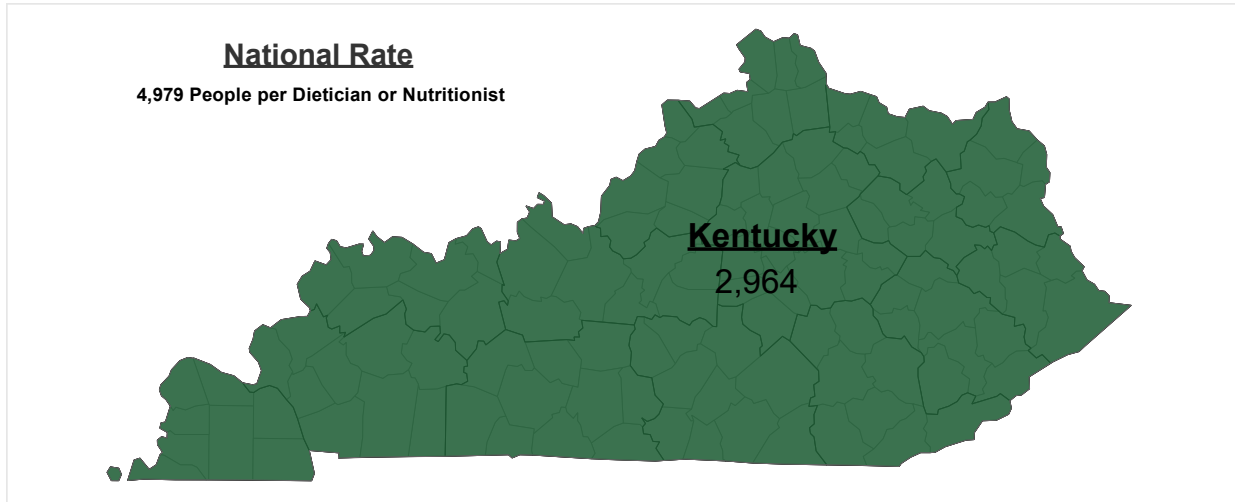 National Rate
4,979 People per Dietician or Nutritionist
Kentucky
2,964